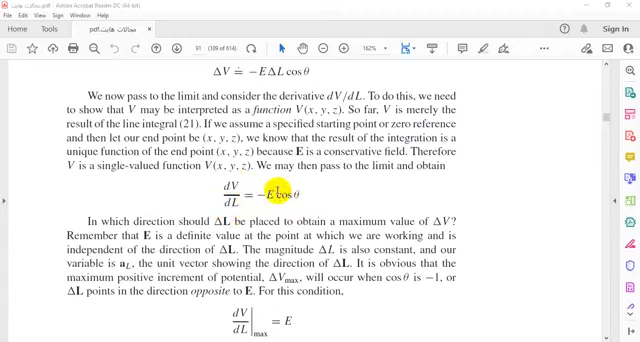 مجالات هايت.pdf - Adobe Acrobat Reader DC (64-bit)
File Edit View Sign Window Help
Home Tools مجالات هايت.pdf × Sign In
91 (109 of 614) 162%
ΔV ≐ −E ΔL cos θ
We now pass to the limit and consider the derivative dV/dL. To do this, we need
to show that V may be interpreted as a function V(x, y, z). So far, V is merely the
result of the line integral (21). If we assume a specified starting point or zero reference
and then let our end point be (x, y, z), we know that the result of the integration is a
unique function of the end point (x, y, z) because E is a conservative field. Therefore
V is a single-valued function V(x, y, z). We may then pass to the limit and obtain
dV/dL = −E cos θ
In which direction should ΔL be placed to obtain a maximum value of ΔV?
Remember that E is a definite value at the point at which we are working and is
independent of the direction of ΔL. The magnitude ΔL is also constant, and our
variable is a_L, the unit vector showing the direction of ΔL. It is obvious that the
maximum positive increment of potential, ΔV_max, will occur when cos θ is −1, or
ΔL points in the direction opposite to E. For this condition,
dV/dL|_max = E